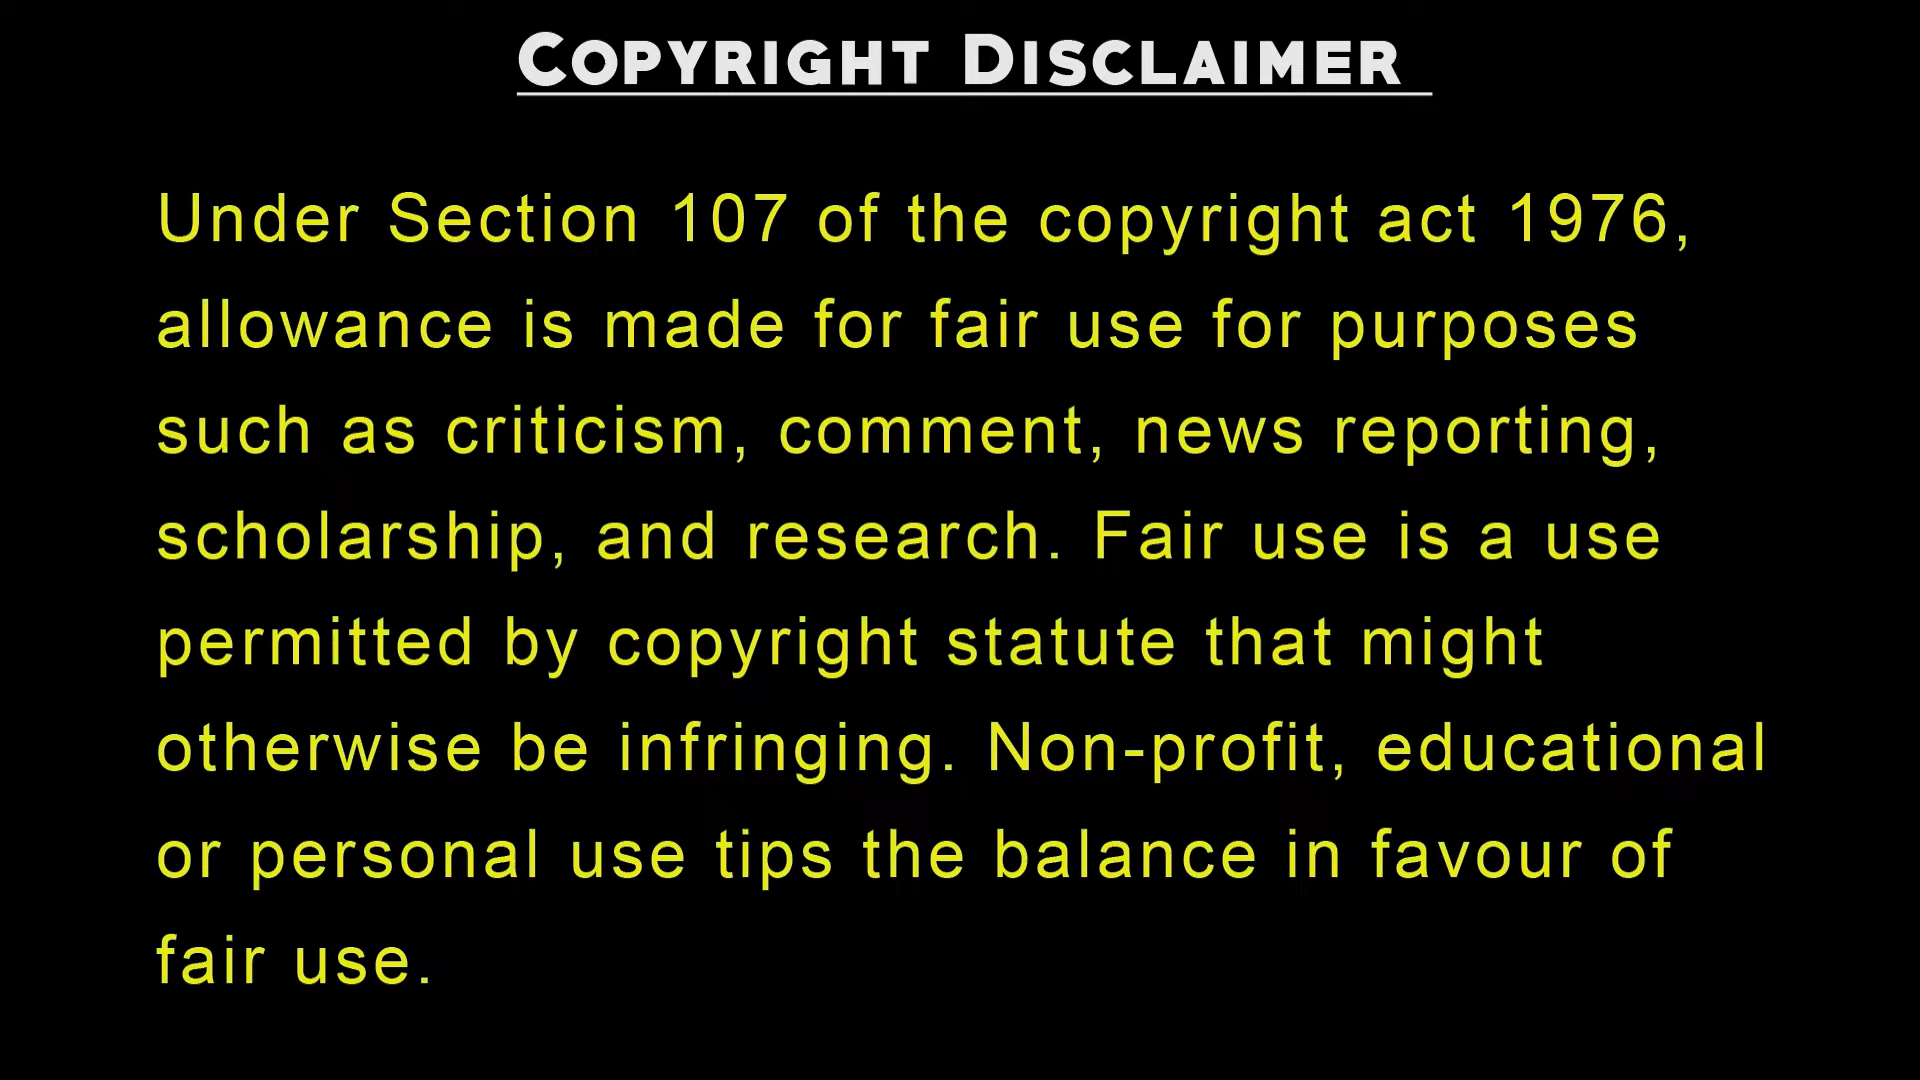 COPYRIGHT DISCLAIMER
Under Section 107 of the copyright act 1976,
allowance is made for fair use for purposes
such as criticism, comment, news reporting,
scholarship, and research. Fair use is a use
permitted by copyright statute that might
otherwise be infringing. Non-profit, educational
or personal use tips the balance in favour of
fair use.